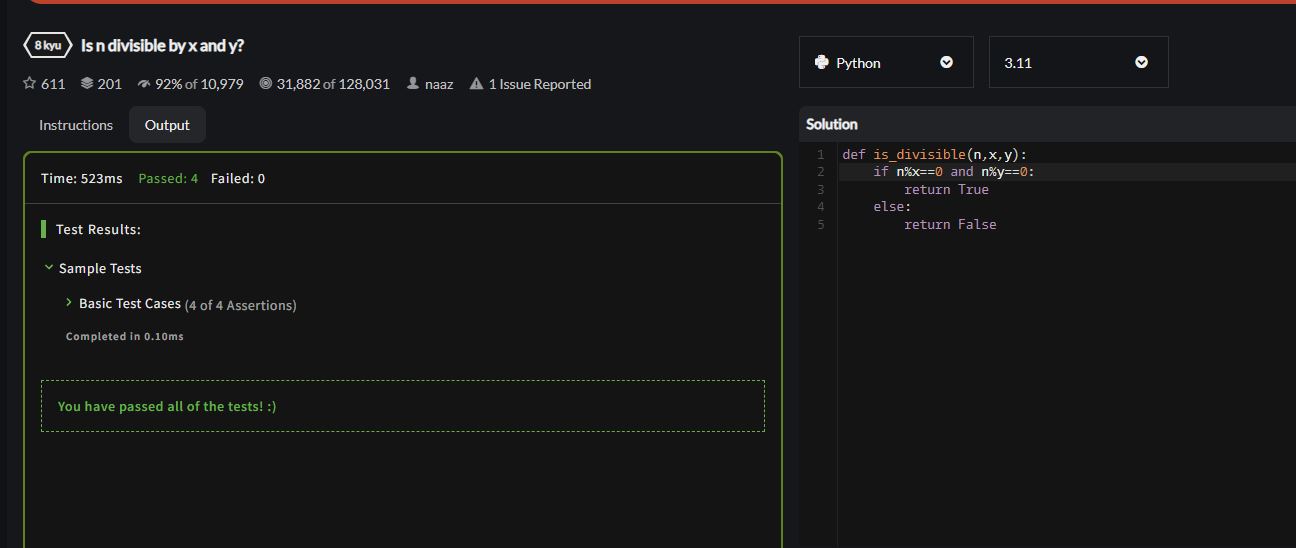 8 kyu Is n divisible by x and y?
611 201 92% of 10,979 31,882 of 128,031 naaz 1 Issue Reported
Instructions Output
Time: 523ms Passed: 4 Failed: 0
Test Results:
Sample Tests
Basic Test Cases (4 of 4 Assertions)
Completed in 0.10ms
You have passed all of the tests! :)
Python 3.11
Solution
1 def is_divisible(n,x,y):
2     if n%x==0 and n%y==0:
3         return True
4     else:
5         return False